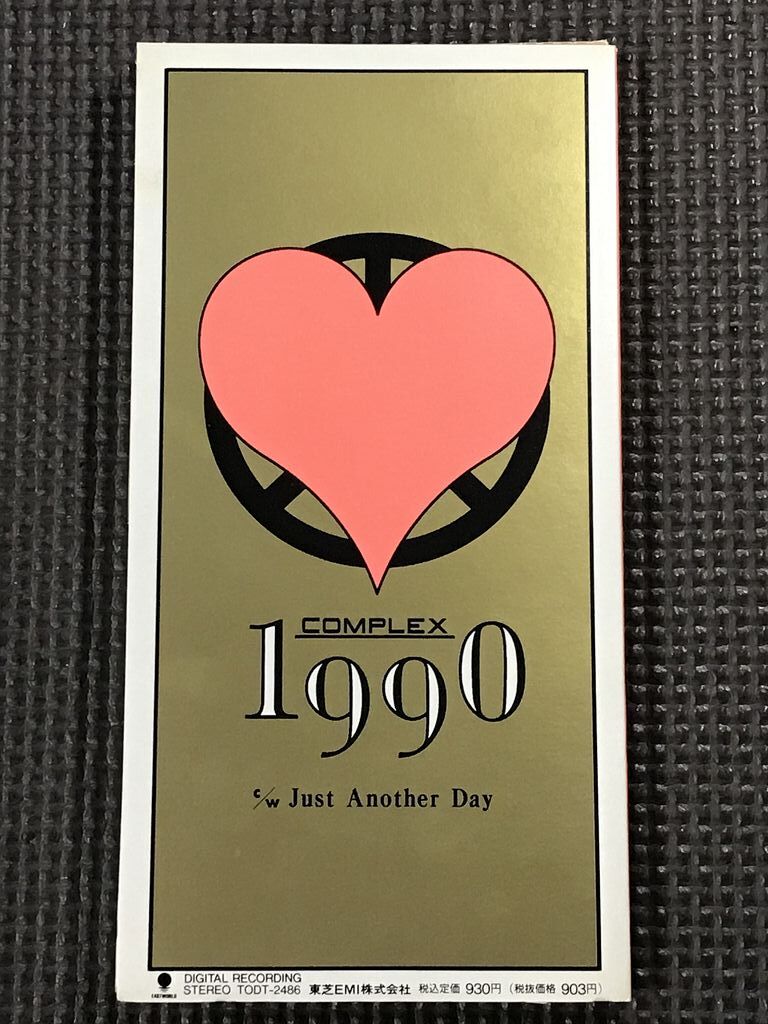 COMPLEX
1990
c/w Just Another Day
DIGITAL RECORDING
STEREO TODT-2486 東芝EMI株式会社 税込定価 930円 (税抜価格 903円)
EASTWORLD